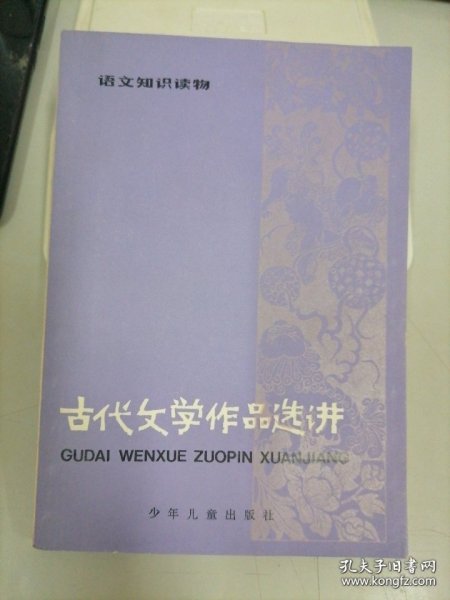 语文知识读物
古代文学作品选讲
GUDAI WENXUE ZUOPIN XUANJIANG
少年儿童出版社
孔夫子旧书网
www.kongfz.com